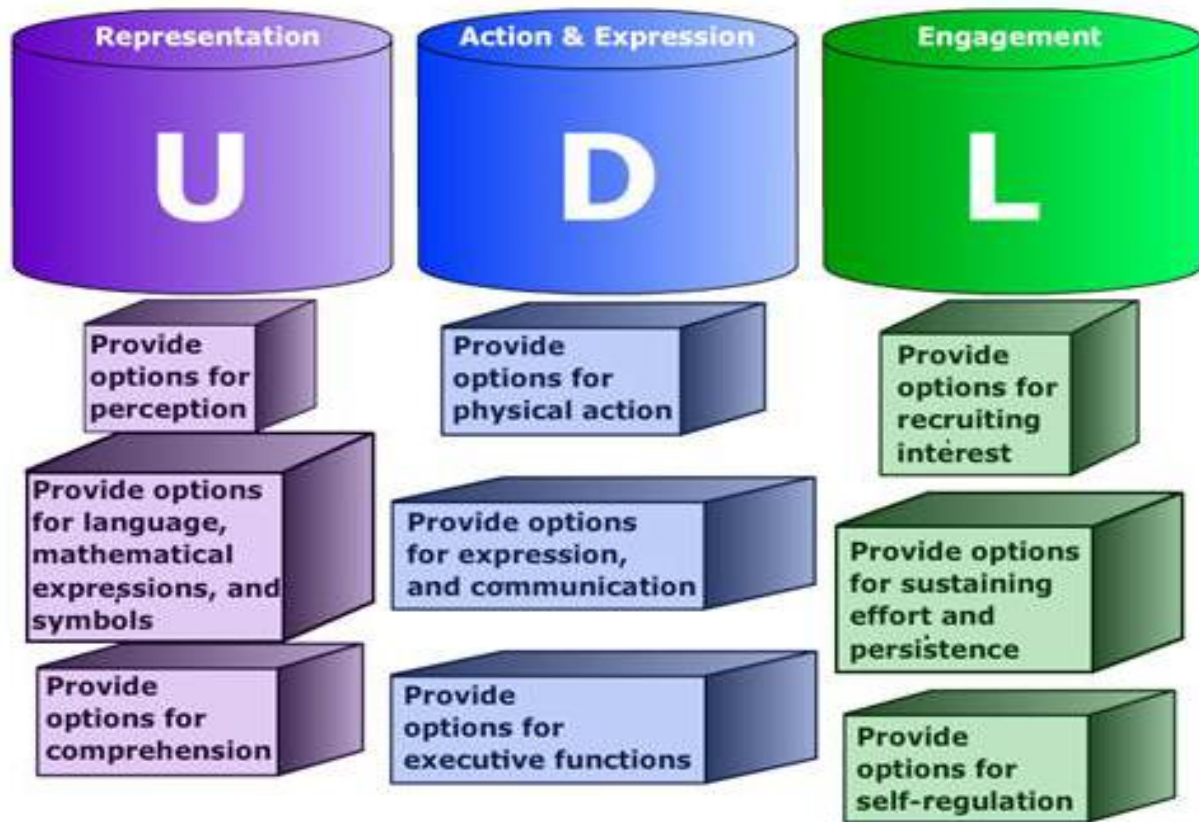 Representation
U
Provide
options for
perception
Provide options
for language,
mathematical
expressions, and
symbols
Provide
options for
comprehension
Action & Expression
D
Provide
options for
physical action
Provide options
for expression,
and communication
Provide
options for
executive functions
Engagement
L
Provide
options for
recruiting
interest
Provide options
for sustaining
effort and
persistence
Provide
options for
self-regulation